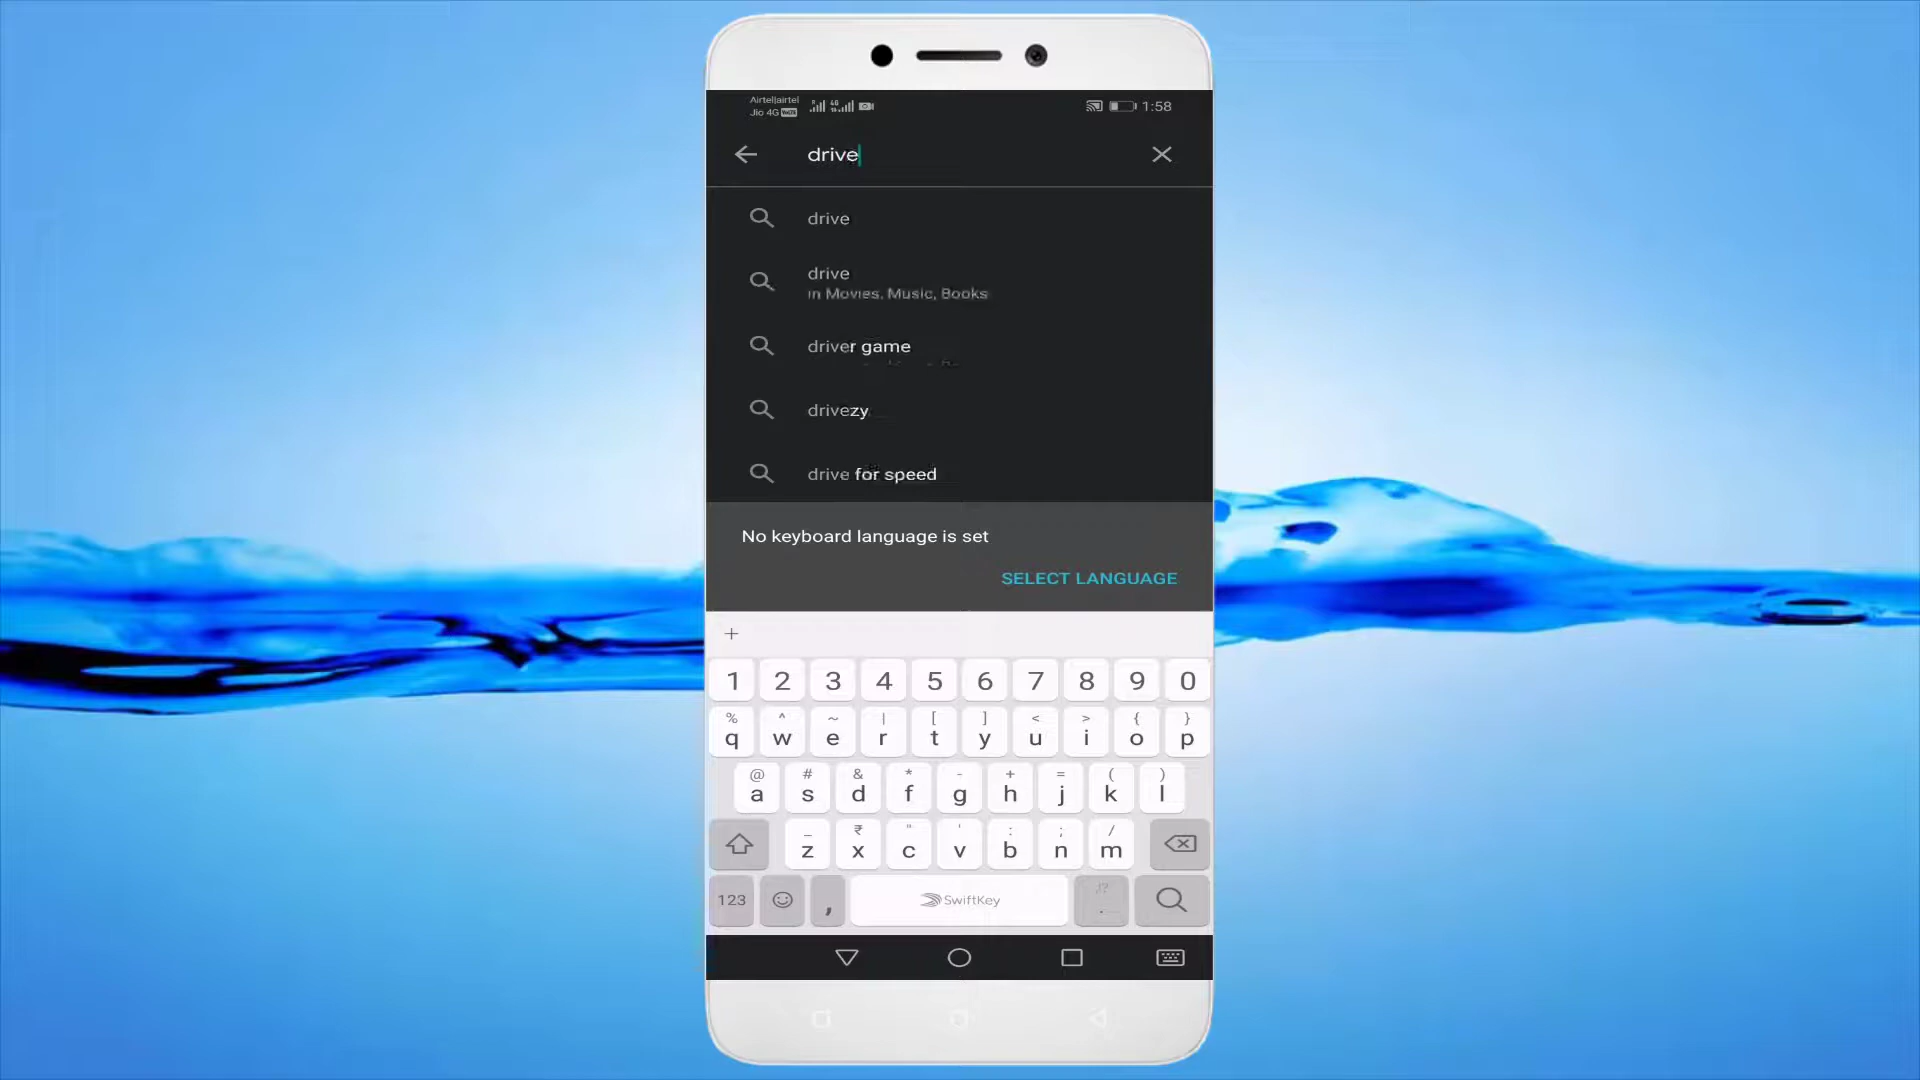 Airtel|airtel
Jio 4G VoLTE
4G
1:58
drive
drive
drive
in Movies, Music, Books
driver game
drivezy
drive for speed
No keyboard language is set
SELECT LANGUAGE
+
1 2 3 4 5 6 7 8 9 0
% ^ ~ | [ ] < > { }
q w e r t y u i o p
@ # & * - + = ( )
a s d f g h j k l
_ ₹ " ' : ; /
z x c v b n m
!?
123 , SwiftKey .